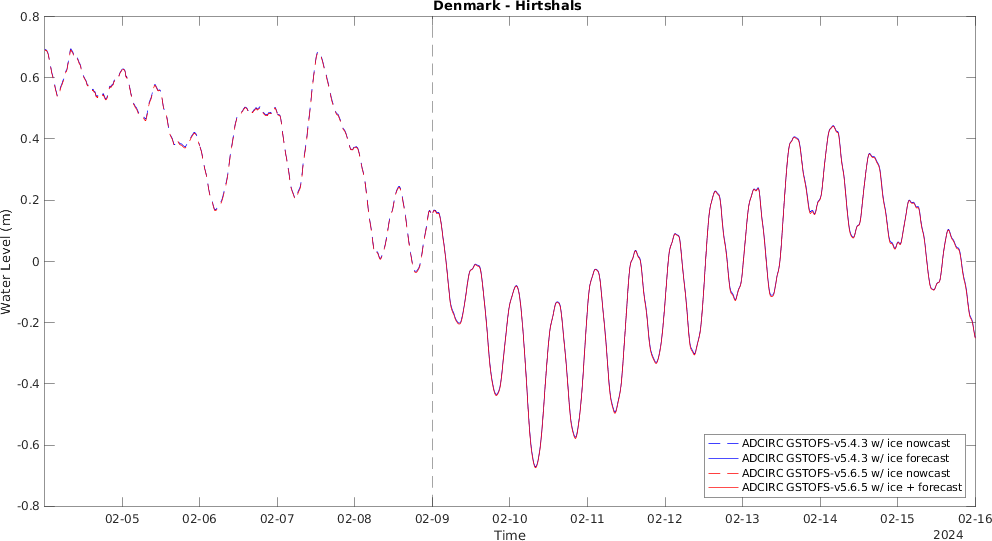 Denmark - Hirtshals
0.8
0.6
0.4
0.2
0
-0.2
-0.4
-0.6
-0.8
Water Level (m)
ADCIRC GSTOFS-v5.4.3 w/ ice nowcast
ADCIRC GSTOFS-v5.4.3 w/ ice forecast
ADCIRC GSTOFS-v5.6.5 w/ ice nowcast
ADCIRC GSTOFS-v5.6.5 w/ ice + forecast
02-05 02-06 02-07 02-08 02-09 02-10 02-11 02-12 02-13 02-14 02-15 02-16
Time
2024